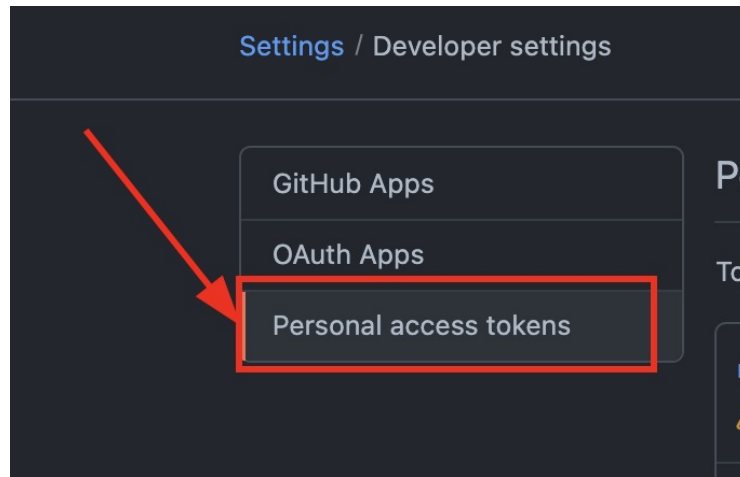 Settings / Developer settings
GitHub Apps
OAuth Apps
Personal access tokens